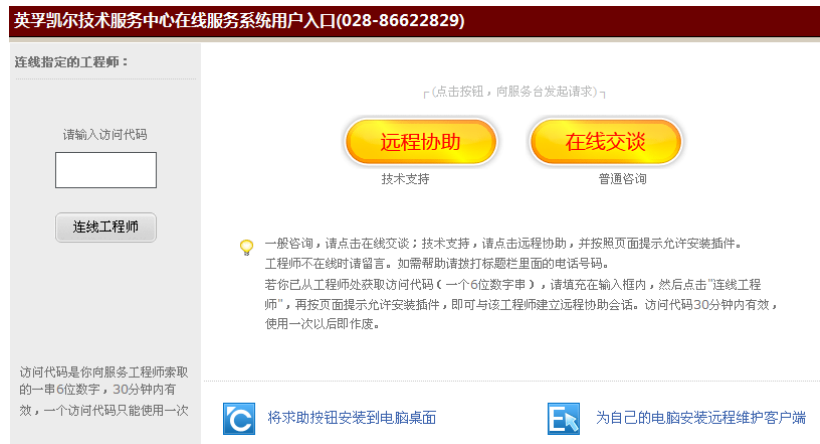 英孚凯尔技术服务中心在线服务系统用户入口(028-86622829)
连线指定的工程师：
请输入访问代码
连线工程师
访问代码是你向服务工程师索取
的一串6位数字，30分钟内有
效，一个访问代码只能使用一次
┌(点击按钮，向服务台发起请求)┐
远程协助
在线交谈
技术支持
普通咨询
一般咨询，请点击在线交谈；技术支持，请点击远程协助，并按照页面提示允许安装插件。
工程师不在线时请留言。如需帮助请拨打标题栏里面的电话号码。
若你已从工程师处获取访问代码（一个6位数字串），请填充在输入框内，然后点击"连线工程
师"，再按页面提示允许安装插件，即可与该工程师建立远程协助会话。访问代码30分钟内有效，
使用一次以后即作废。
将求助按钮安装到电脑桌面
为自己的电脑安装远程维护客户端